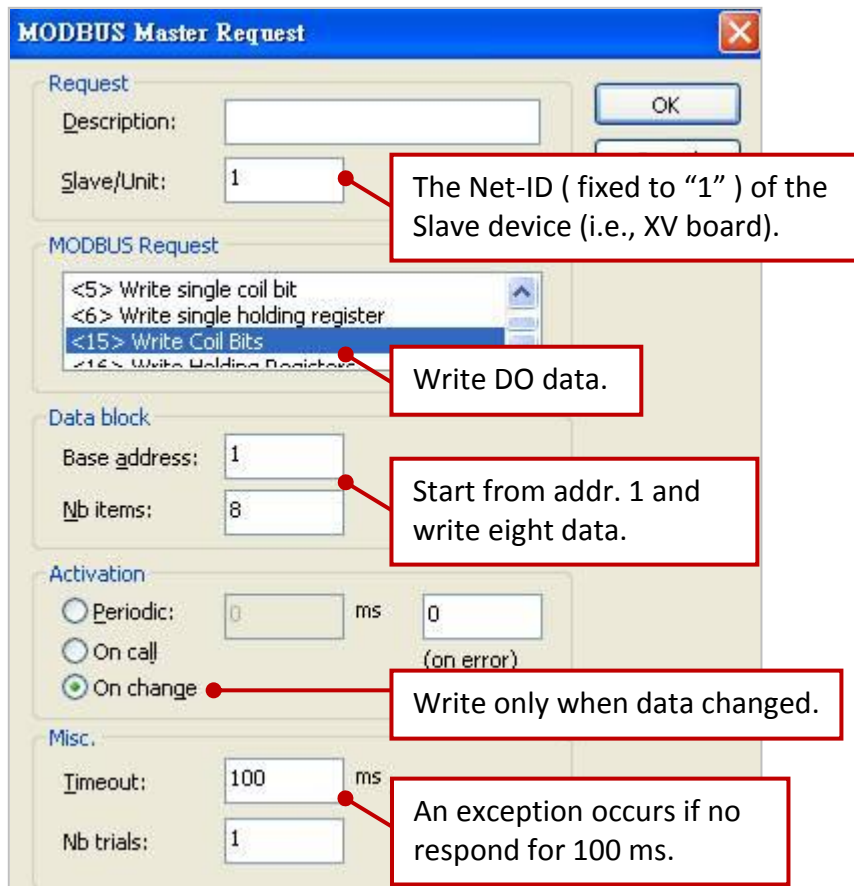 MODBUS Master Request
Request
Description:
OK
Slave/Unit: 1
The Net-ID ( fixed to “1” ) of the
Slave device (i.e., XV board).
MODBUS Request
<5> Write single coil bit
<6> Write single holding register
<15> Write Coil Bits
<16> Write Holding Registers
Write DO data.
Data block
Base address: 1
Nb items: 8
Start from addr. 1 and
write eight data.
Activation
Periodic: 0 ms 0
On call (on error)
On change
Write only when data changed.
Misc.
Timeout: 100 ms
Nb trials: 1
An exception occurs if no
respond for 100 ms.